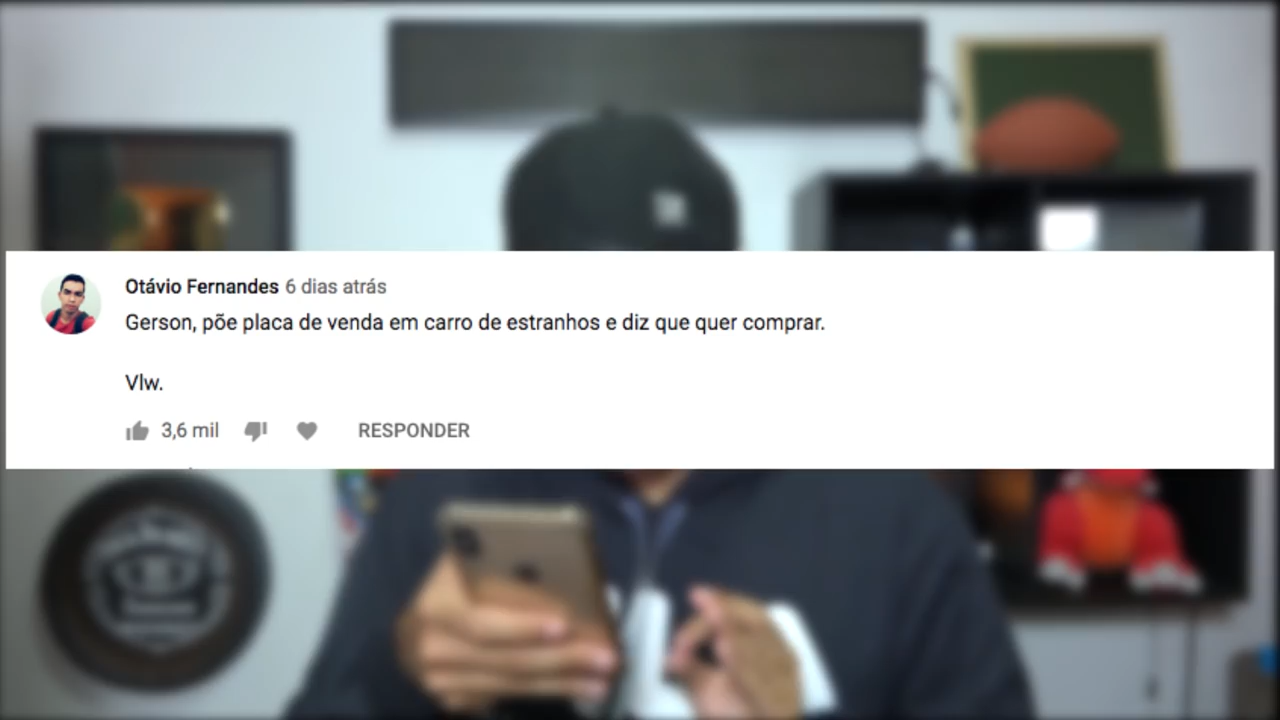 Otávio Fernandes 6 dias atrás
Gerson, põe placa de venda em carro de estranhos e diz que quer comprar.
Vlw.
3,6 mil RESPONDER